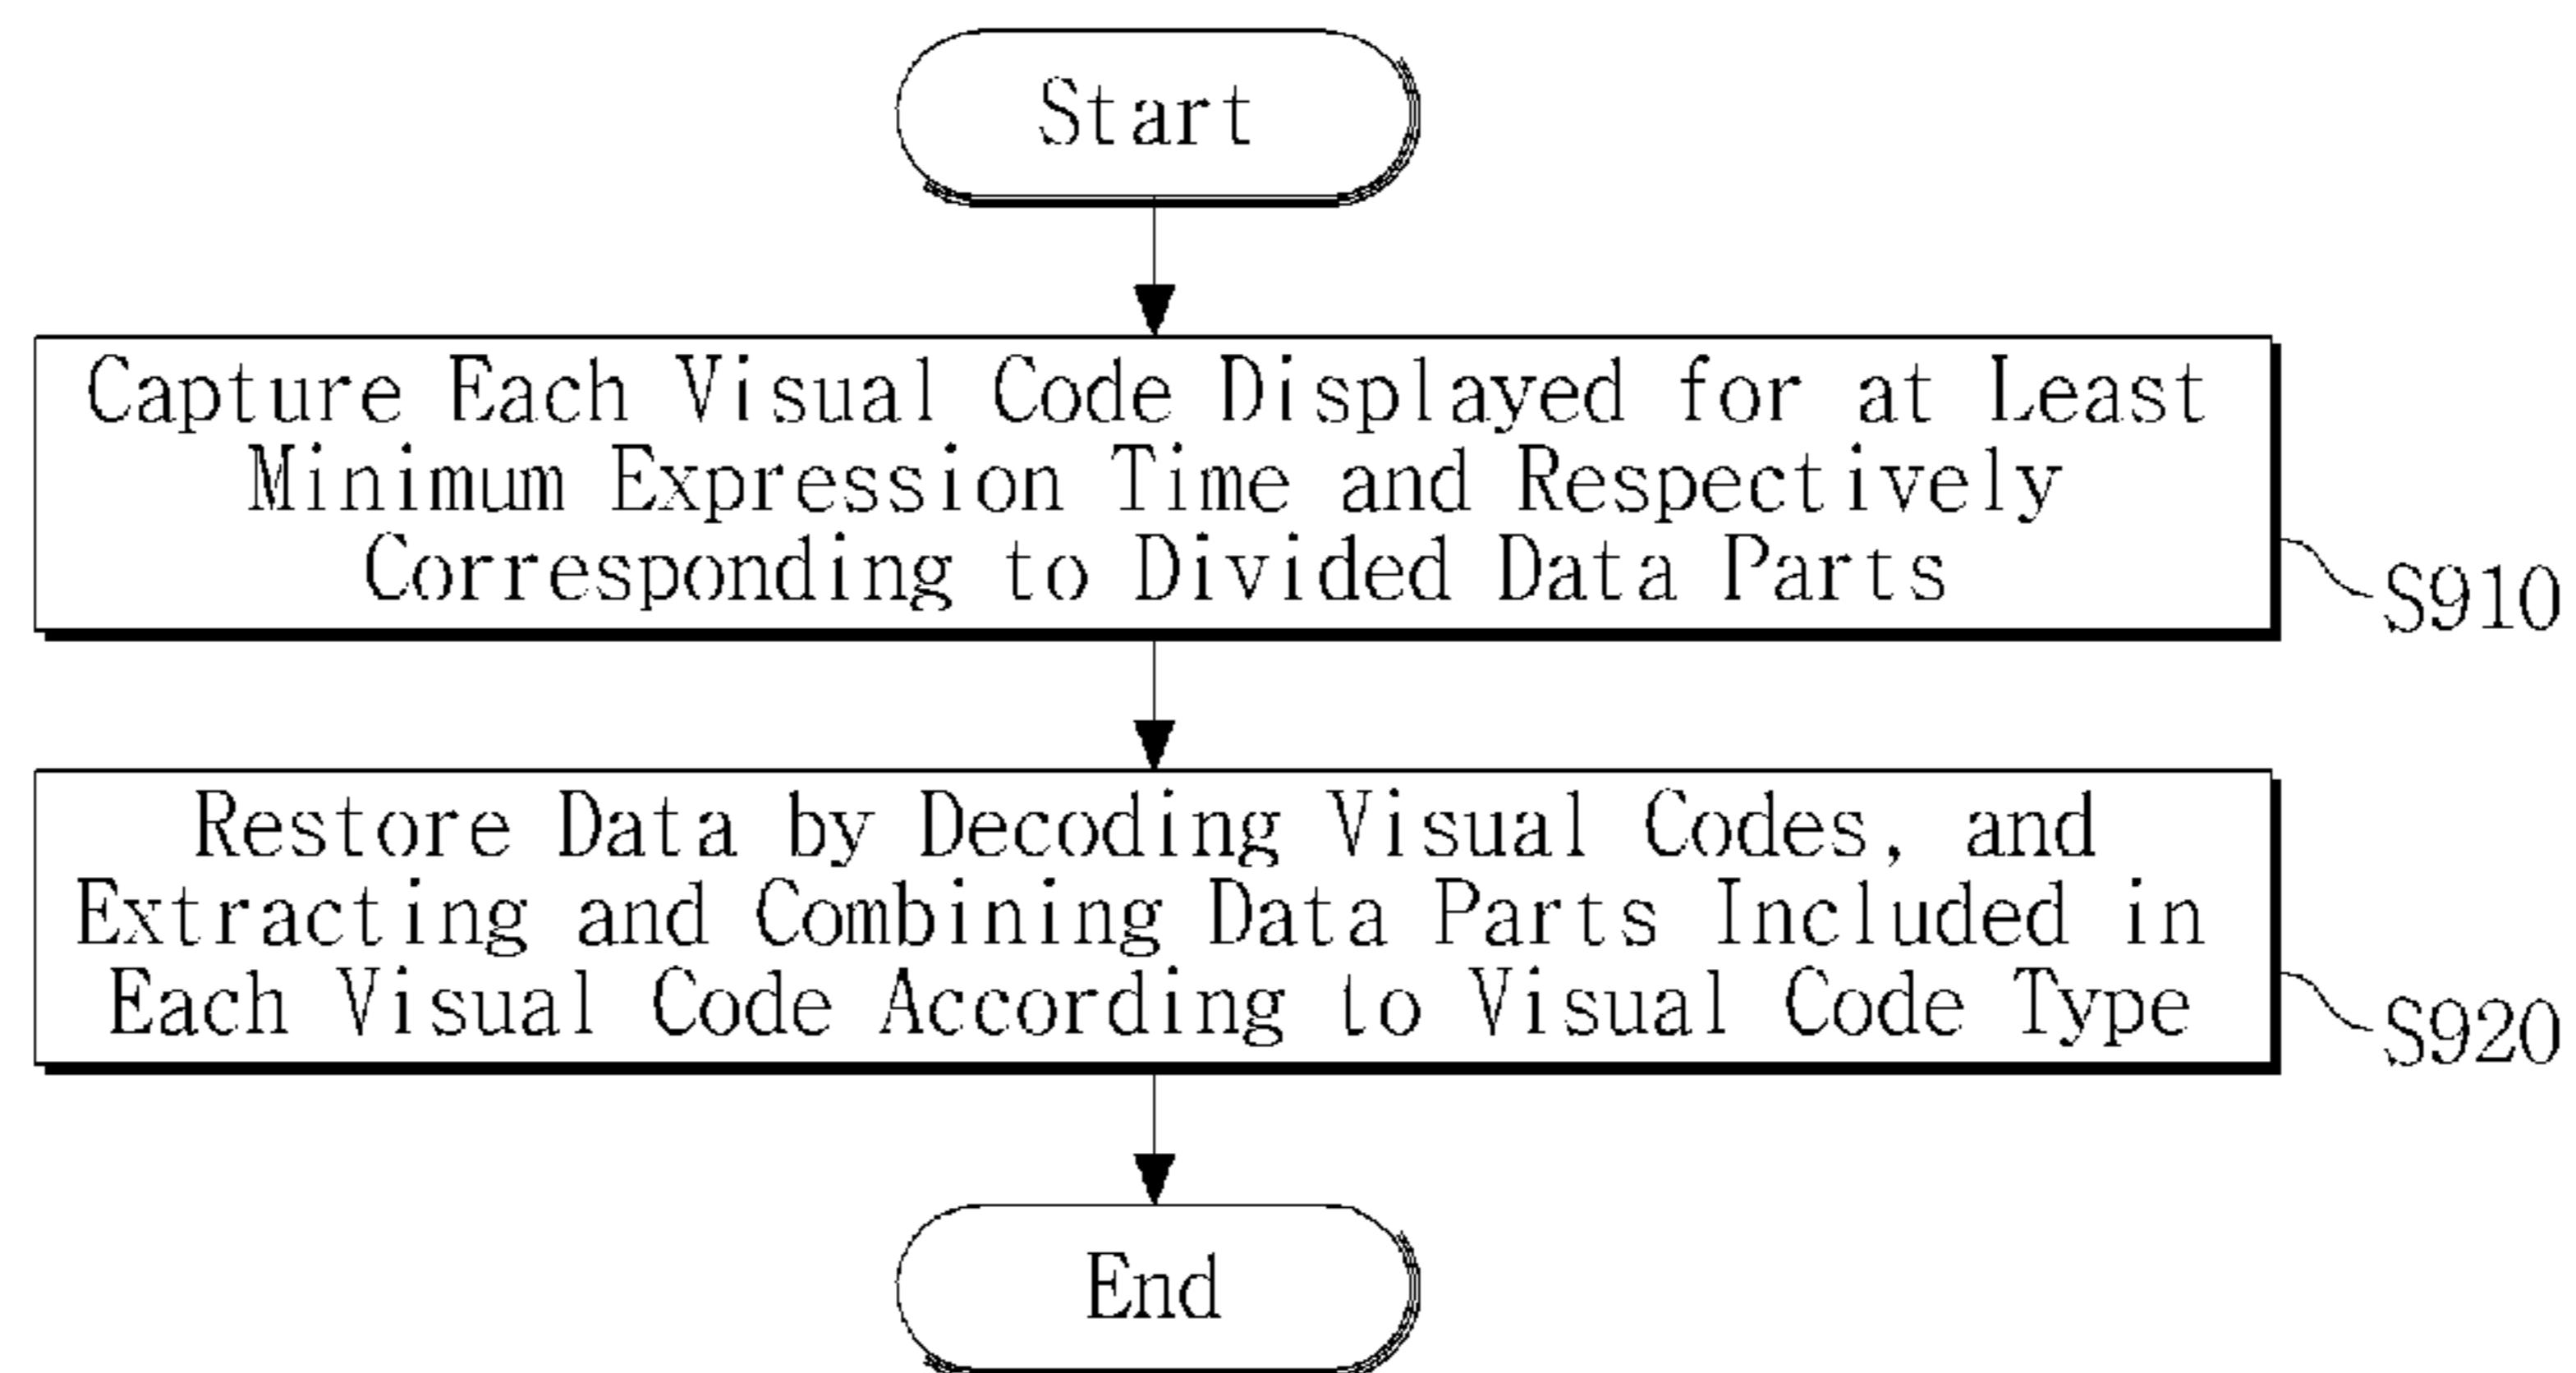 Start
Capture Each Visual Code Displayed for at Least
Minimum Expression Time and Respectively
Corresponding to Divided Data Parts
S910
Restore Data by Decoding Visual Codes, and
Extracting and Combining Data Parts Included in
Each Visual Code According to Visual Code Type
S920
End